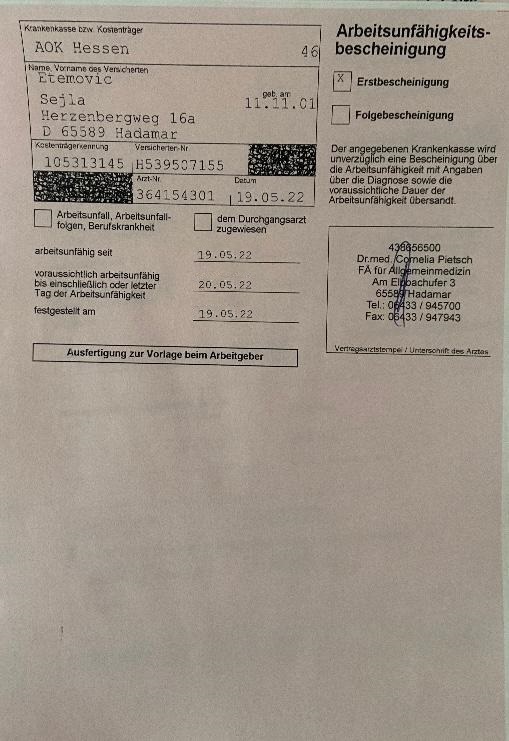 Krankenkasse bzw. Kostenträger
AOK Hessen 46
Name, Vorname des Versicherten
Etemovic
Sejla
geb. am
11.11.01
Herzenbergweg 16a
D 65589 Hadamar
Kostenträgerkennung Versicherten-Nr.
105313145 H539507155
Arzt-Nr. Datum
364154301 19.05.22
Arbeitsunfall, Arbeitsunfall-
folgen, Berufskrankheit
dem Durchgangsarzt
zugewiesen
arbeitsunfähig seit 19.05.22
voraussichtlich arbeitsunfähig
bis einschließlich oder letzter
Tag der Arbeitsunfähigkeit 20.05.22
festgestellt am 19.05.22
Ausfertigung zur Vorlage beim Arbeitgeber
Arbeitsunfähigkeits-
bescheinigung
X Erstbescheinigung
Folgebescheinigung
Der angegebenen Krankenkasse wird
unverzüglich eine Bescheinigung über
die Arbeitsunfähigkeit mit Angaben
über die Diagnose sowie die
voraussichtliche Dauer der
Arbeitsunfähigkeit übersandt.
Dr.med. Cornelia Pietsch
FÄ für Allgemeinmedizin
Am Elbbachufer 3
65589 Hadamar
Tel.: 06433 / 945700
Fax: 06433 / 947943
Vertragsarztstempel / Unterschrift des Arztes